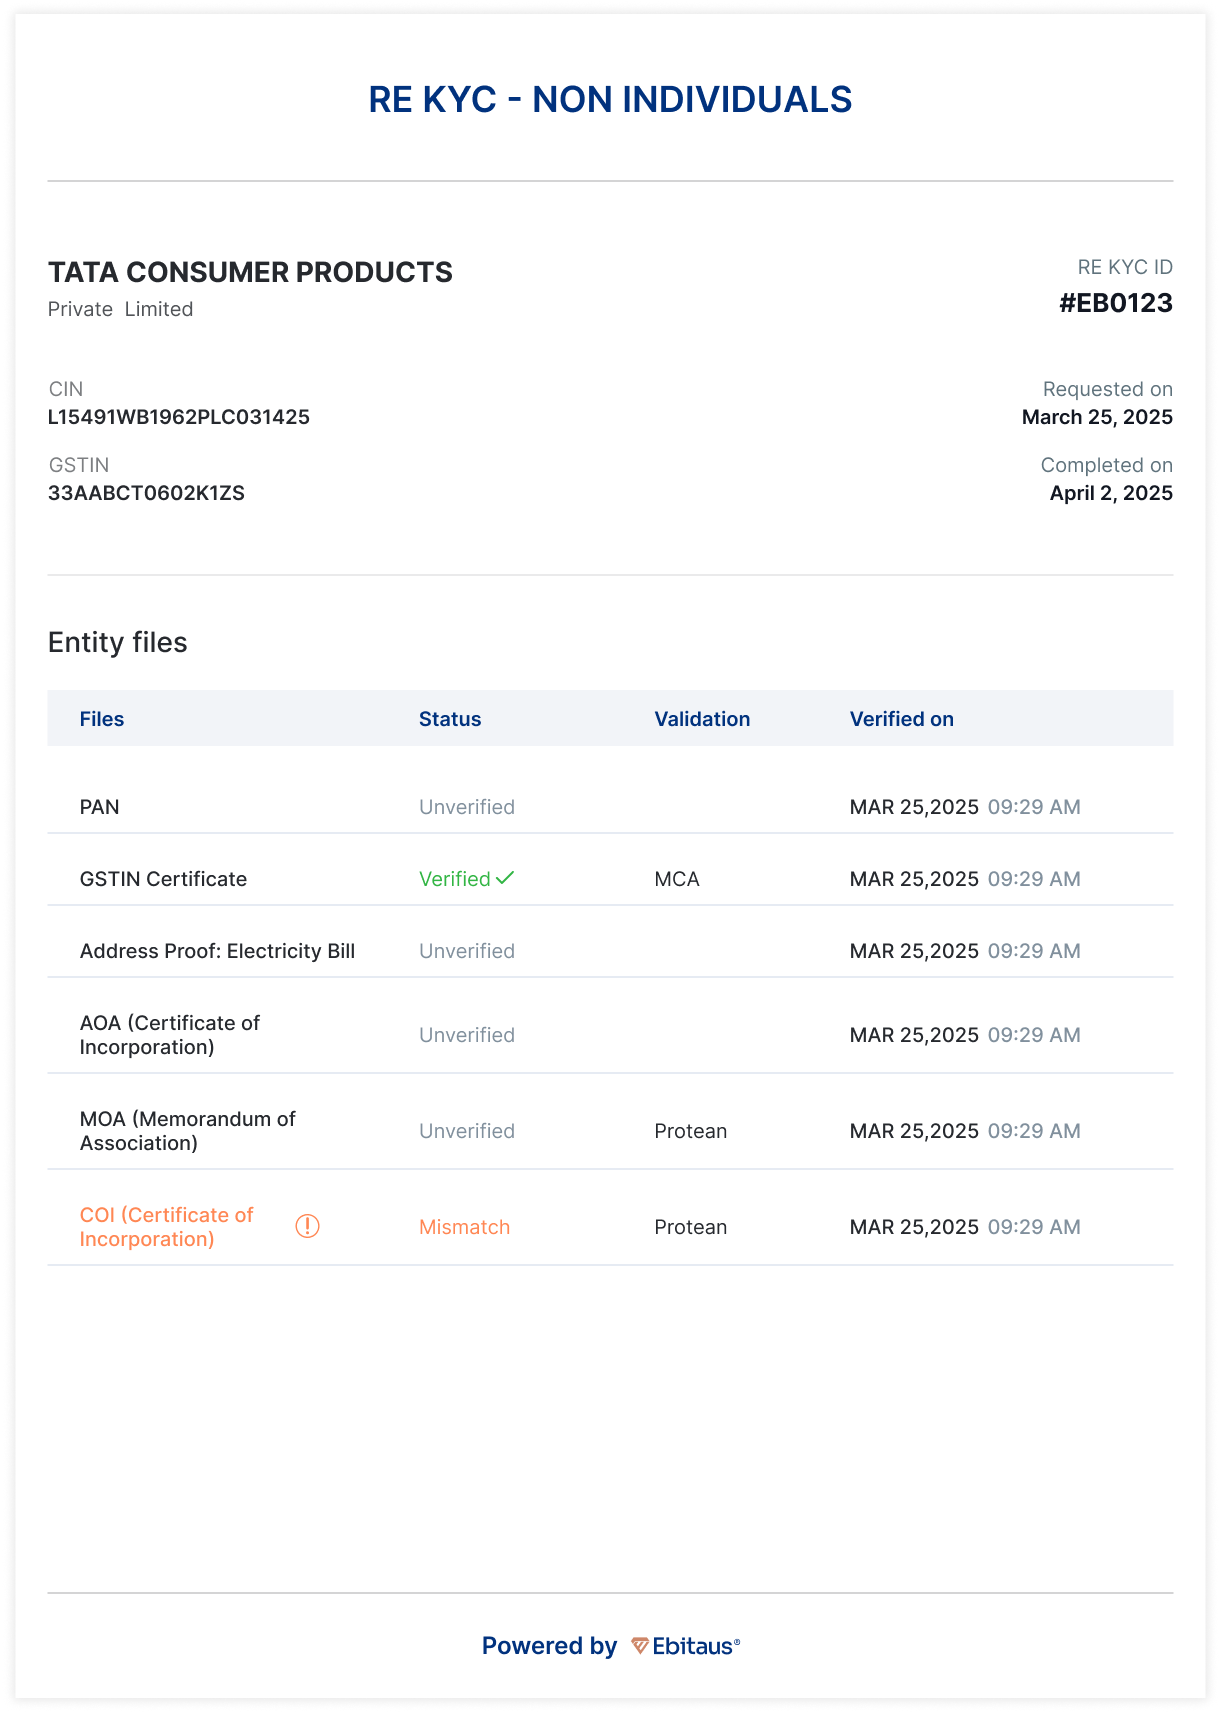 RE KYC - NON INDIVIDUALS
TATA CONSUMER PRODUCTS
Private Limited
RE KYC ID
#EB0123
CIN
L15491WB1962PLC031425
Requested on
March 25, 2025
GSTIN
33AABCT0602K1ZS
Completed on
April 2, 2025
Entity files
Files Status Validation Verified on
PAN Unverified MAR 25,2025 09:29 AM
GSTIN Certificate Verified MCA MAR 25,2025 09:29 AM
Address Proof: Electricity Bill Unverified MAR 25,2025 09:29 AM
AOA (Certificate of
Incorporation) Unverified MAR 25,2025 09:29 AM
MOA (Memorandum of
Association) Unverified Protean MAR 25,2025 09:29 AM
COI (Certificate of
Incorporation) Mismatch Protean MAR 25,2025 09:29 AM
Powered by Ebitaus®